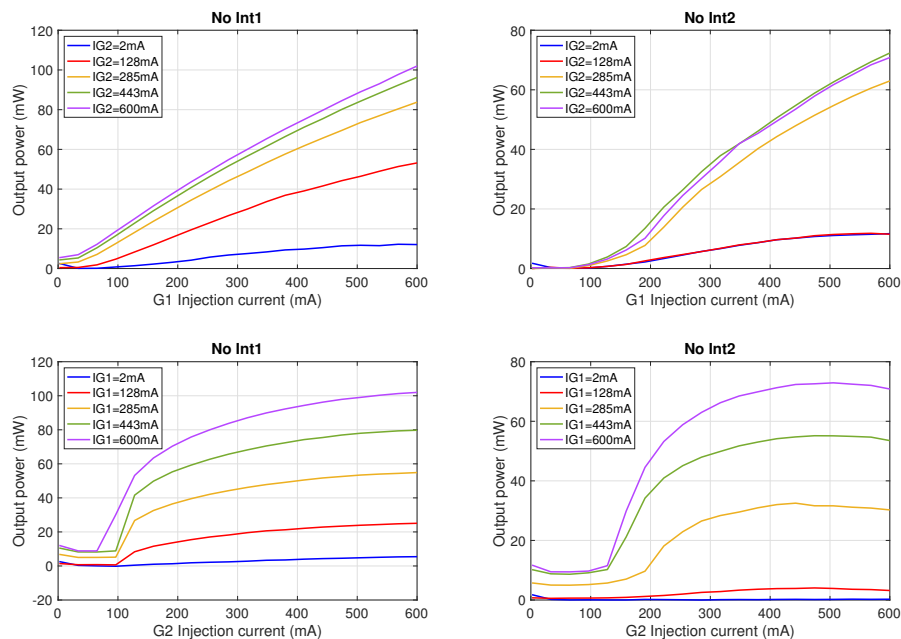 No Int1
120
100
80
60
40
20
0
Output power (mW)
IG2=2mA
IG2=128mA
IG2=285mA
IG2=443mA
IG2=600mA
0 100 200 300 400 500 600
G1 Injection current (mA)
No Int2
80
60
40
20
0
Output power (mW)
IG2=2mA
IG2=128mA
IG2=285mA
IG2=443mA
IG2=600mA
0 100 200 300 400 500 600
G1 Injection current (mA)
No Int1
120
100
80
60
40
20
0
-20
Output power (mW)
IG1=2mA
IG1=128mA
IG1=285mA
IG1=443mA
IG1=600mA
0 100 200 300 400 500 600
G2 Injection current (mA)
No Int2
80
60
40
20
0
Output power (mW)
IG1=2mA
IG1=128mA
IG1=285mA
IG1=443mA
IG1=600mA
0 100 200 300 400 500 600
G2 Injection current (mA)